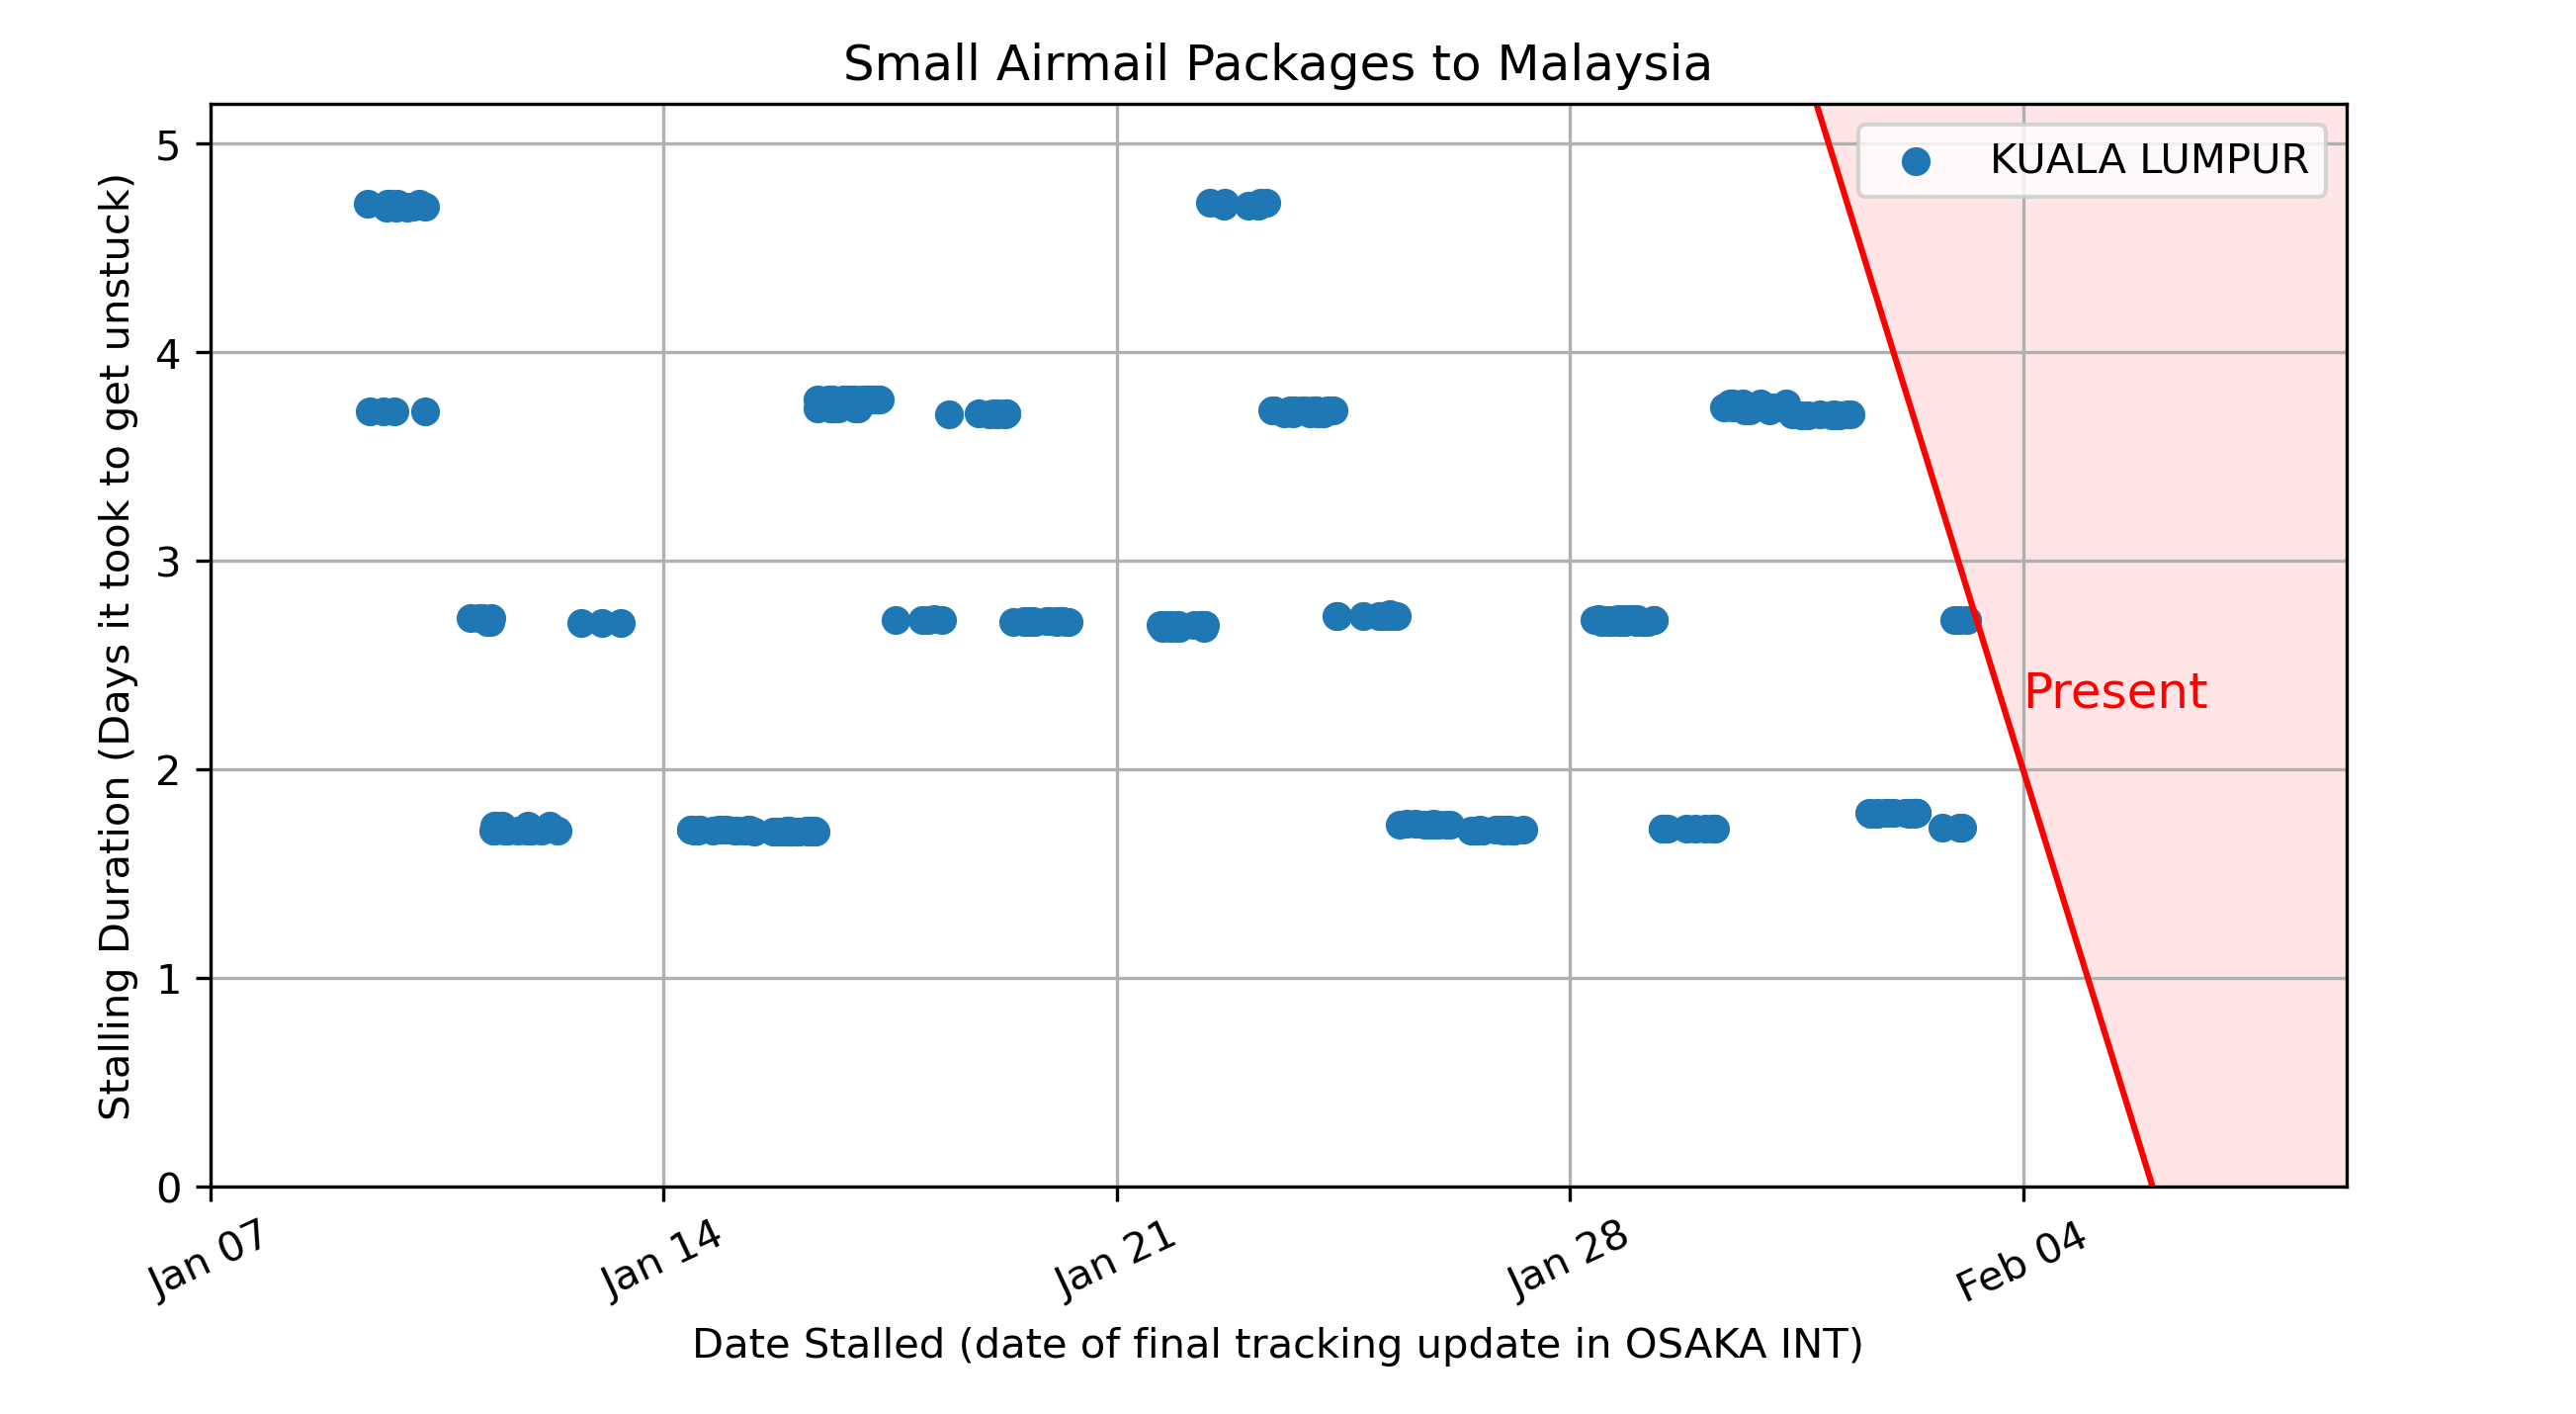 Small Airmail Packages to Malaysia
Stalling Duration (Days it took to get unstuck)
5
4
3
2
1
0
KUALA LUMPUR
Present
Jan 07
Jan 14
Jan 21
Jan 28
Feb 04
Date Stalled (date of final tracking update in OSAKA INT)